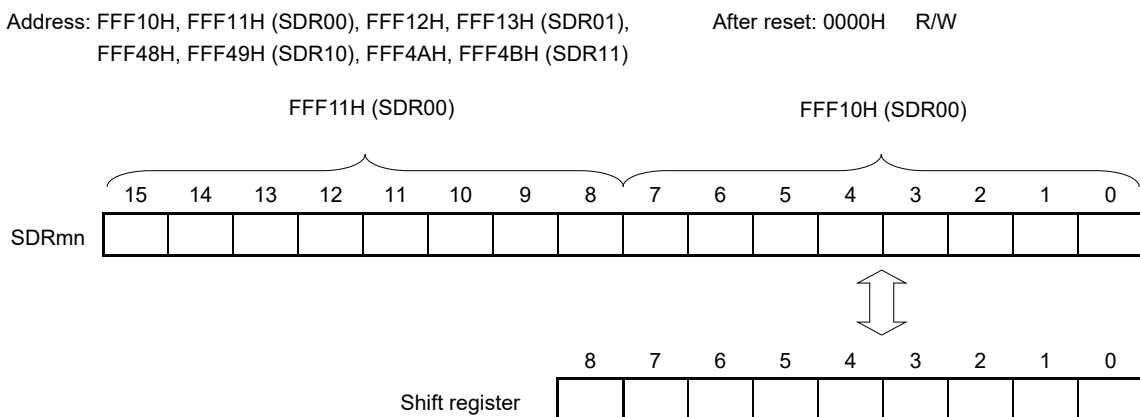 Address: FFF10H, FFF11H (SDR00), FFF12H, FFF13H (SDR01), After reset: 0000H R/W
FFF48H, FFF49H (SDR10), FFF4AH, FFF4BH (SDR11)
FFF11H (SDR00) FFF10H (SDR00)
15 14 13 12 11 10 9 8 7 6 5 4 3 2 1 0
SDRmn
8 7 6 5 4 3 2 1 0
Shift register